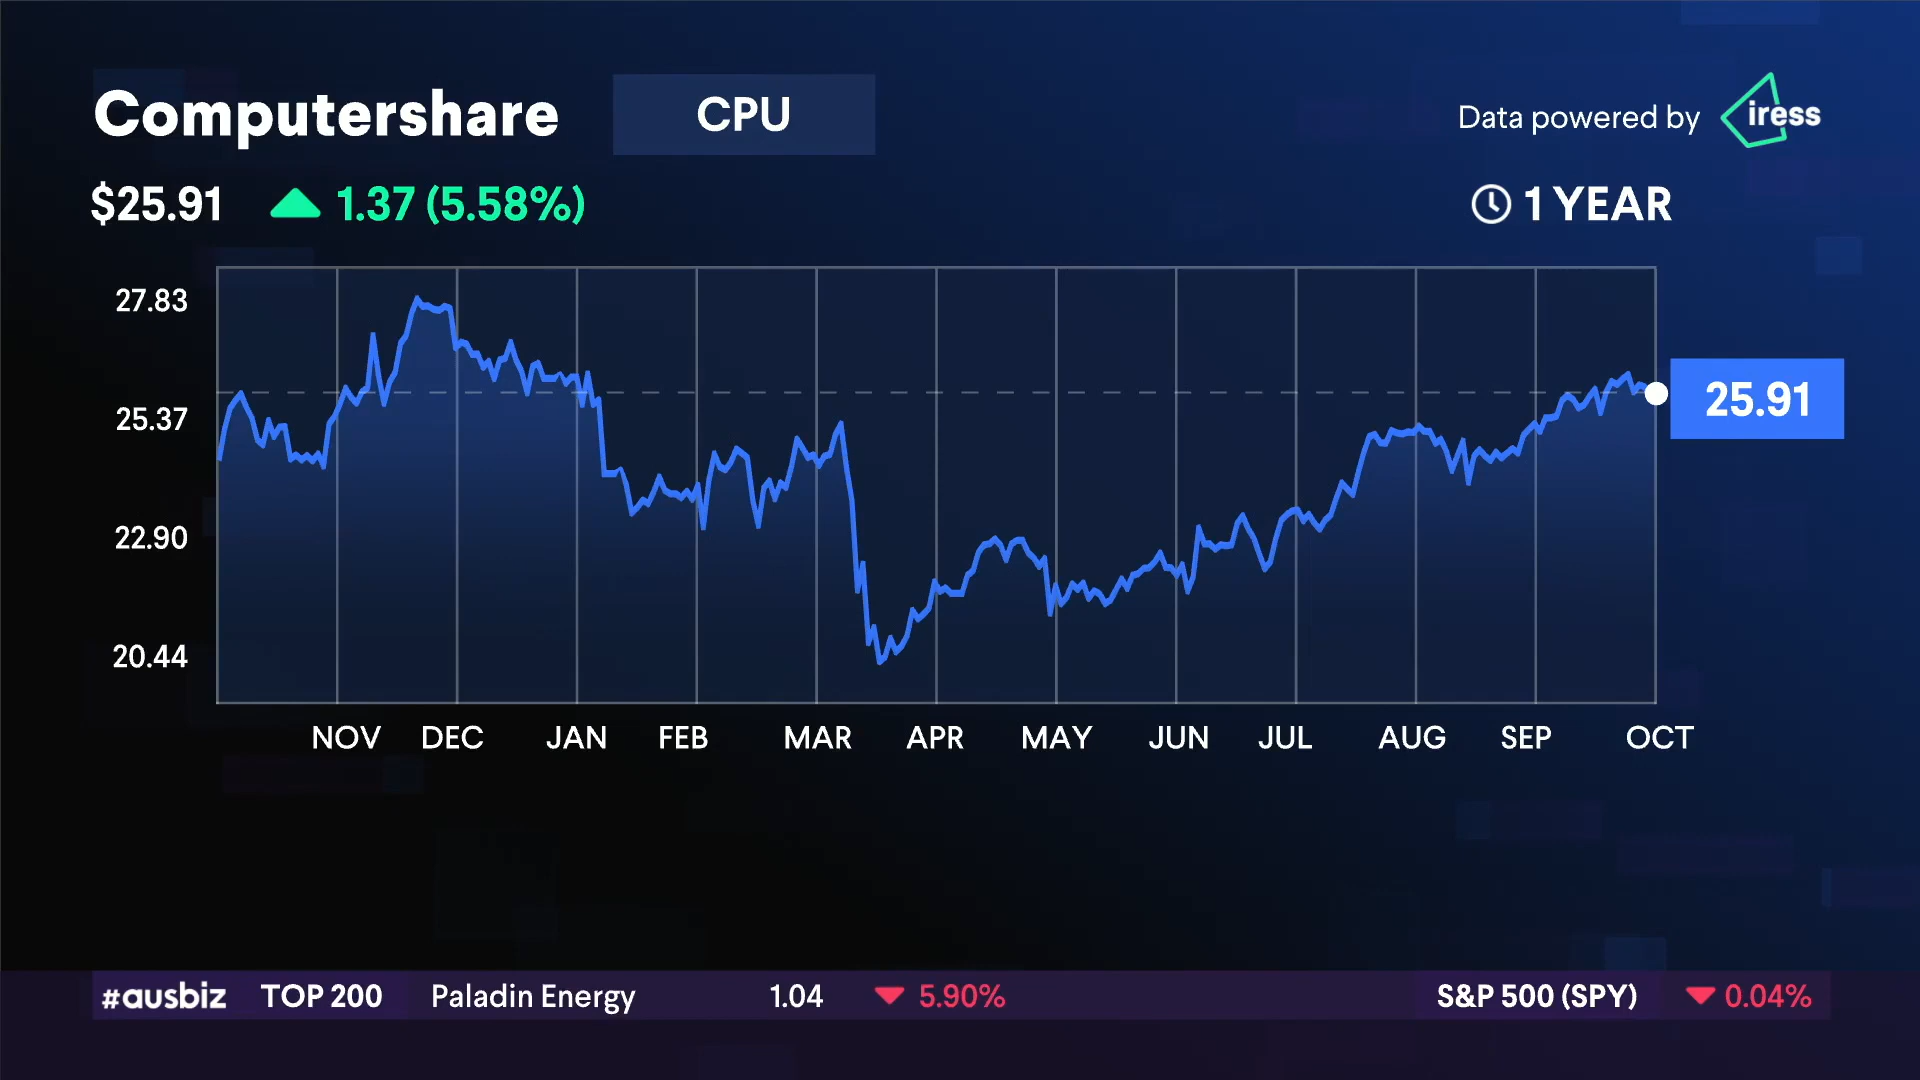 Computershare CPU
Data powered by iress
$25.91 1.37 (5.58%)
1 YEAR
27.83
25.37
22.90
20.44
25.91
NOV DEC JAN FEB MAR APR MAY JUN JUL AUG SEP OCT
#ausbiz TOP 200 Paladin Energy 1.04 5.90% S&P 500 (SPY) 0.04%